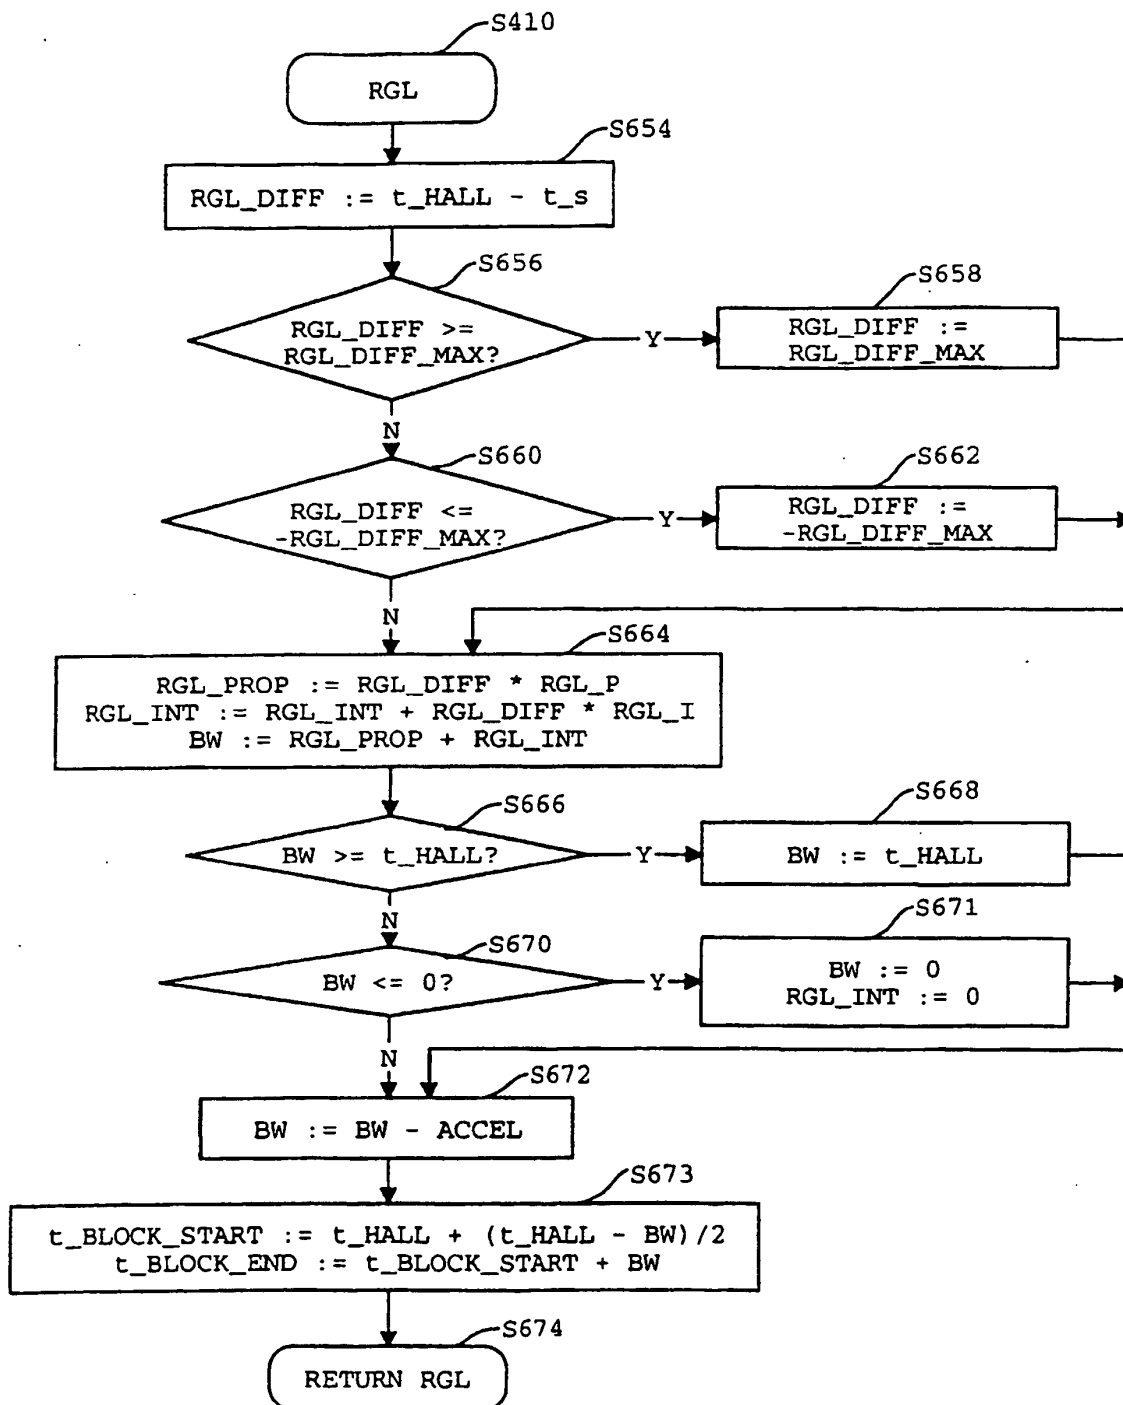 S410
RGL
S654
RGL_DIFF := t_HALL - t_s
S656
RGL_DIFF >=
RGL_DIFF_MAX?
Y
S658
RGL_DIFF :=
RGL_DIFF_MAX
N
S660
RGL_DIFF <=
-RGL_DIFF_MAX?
Y
S662
RGL_DIFF :=
-RGL_DIFF_MAX
N
S664
RGL_PROP := RGL_DIFF * RGL_P
RGL_INT := RGL_INT + RGL_DIFF * RGL_I
BW := RGL_PROP + RGL_INT
S666
BW >= t_HALL?
Y
S668
BW := t_HALL
N
S670
BW <= 0?
Y
S671
BW := 0
RGL_INT := 0
N
S672
BW := BW - ACCEL
S673
t_BLOCK_START := t_HALL + (t_HALL - BW)/2
t_BLOCK_END := t_BLOCK_START + BW
S674
RETURN RGL